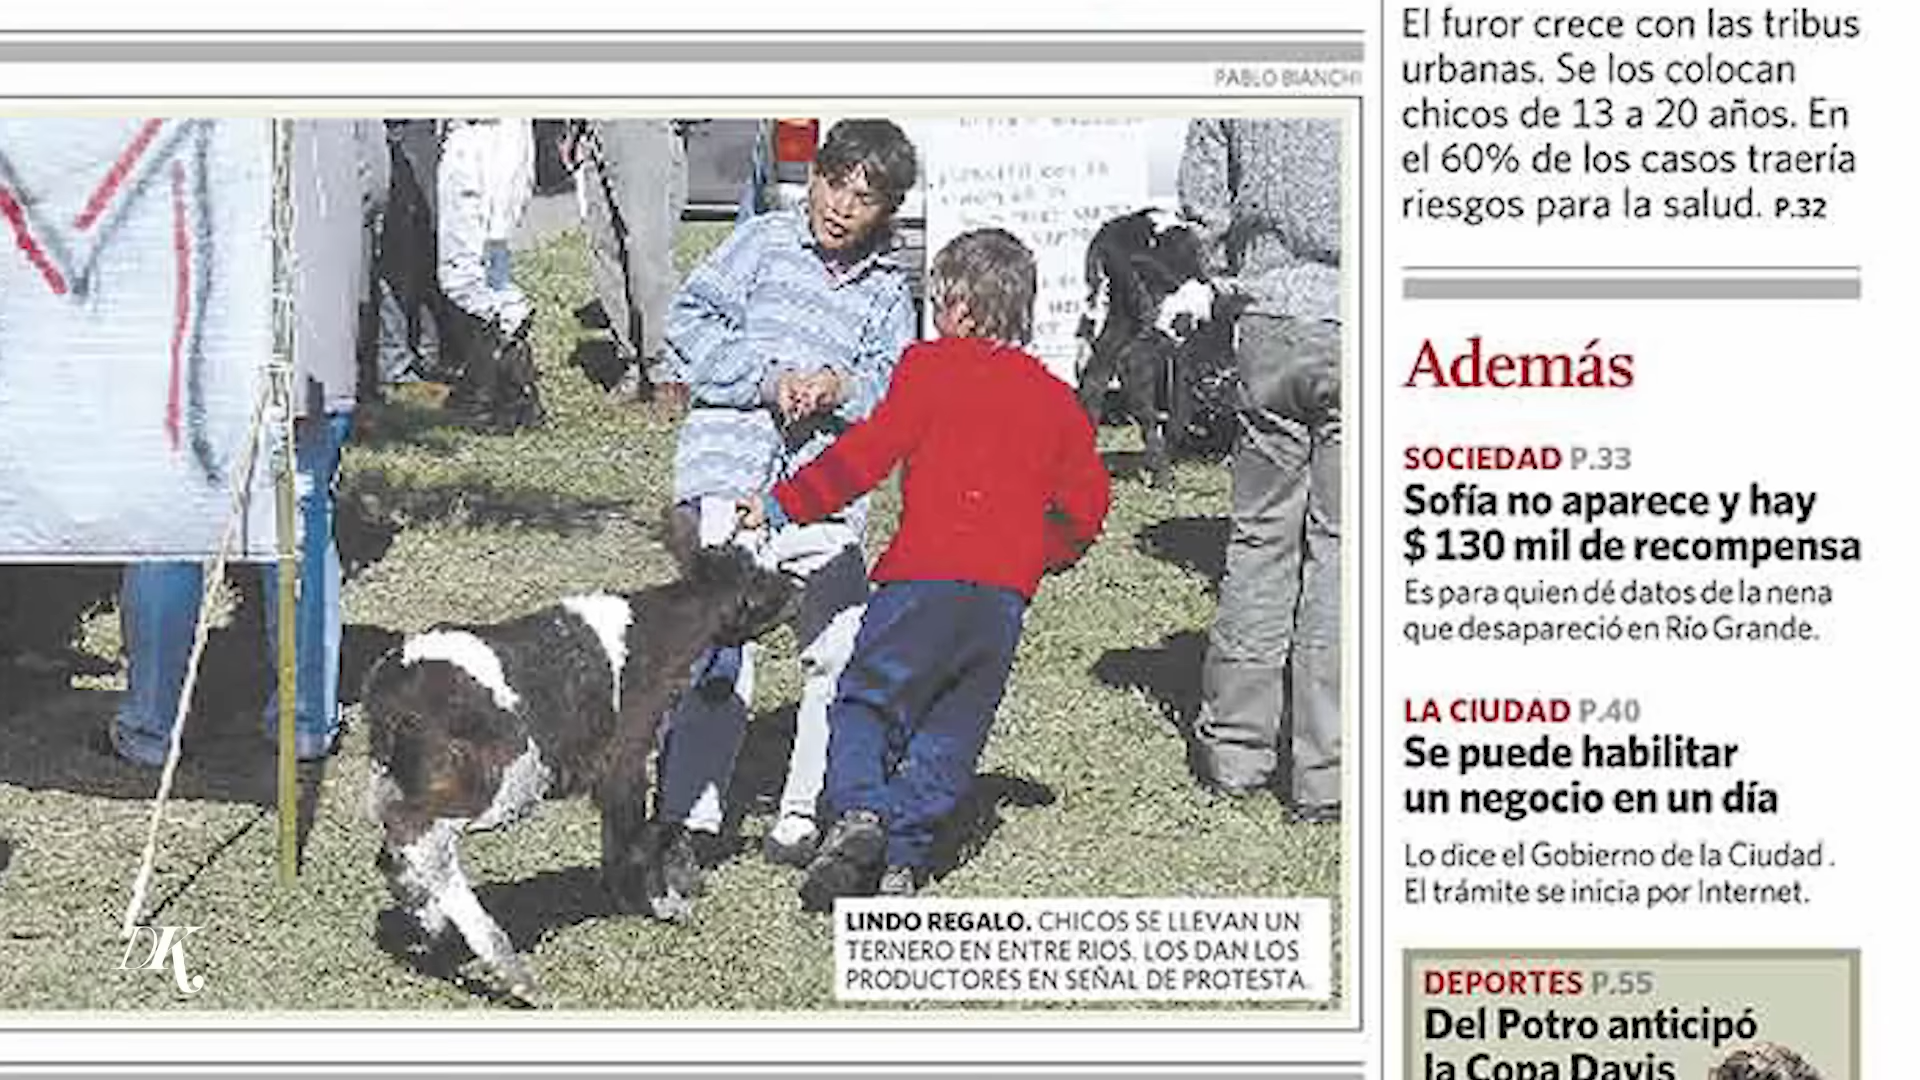 PABLO BIANCHI
LINDO REGALO. CHICOS SE LLEVAN UN
TERNERO EN ENTRE RIOS. LOS DAN LOS
PRODUCTORES EN SEÑAL DE PROTESTA.
DK
El furor crece con las tribus
urbanas. Se los colocan
chicos de 13 a 20 años. En
el 60% de los casos traería
riesgos para la salud. P.32
Además
SOCIEDAD P.33
Sofía no aparece y hay
$ 130 mil de recompensa
Es para quien dé datos de la nena
que desapareció en Río Grande.
LA CIUDAD P.40
Se puede habilitar
un negocio en un día
Lo dice el Gobierno de la Ciudad.
El trámite se inicia por Internet.
DEPORTES P.55
Del Potro anticipó
la Copa Davis